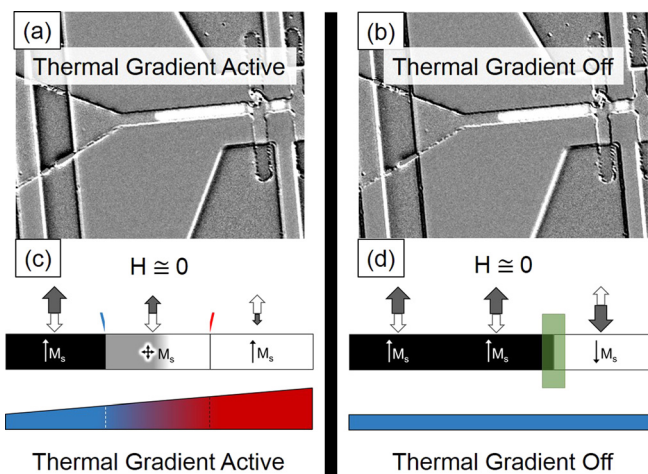 (a)
Thermal Gradient Active
(b)
Thermal Gradient Off
(c)
H ≅ 0
Ms
Ms
Ms
Thermal Gradient Active
(d)
H ≅ 0
Ms
Ms
Ms
Thermal Gradient Off